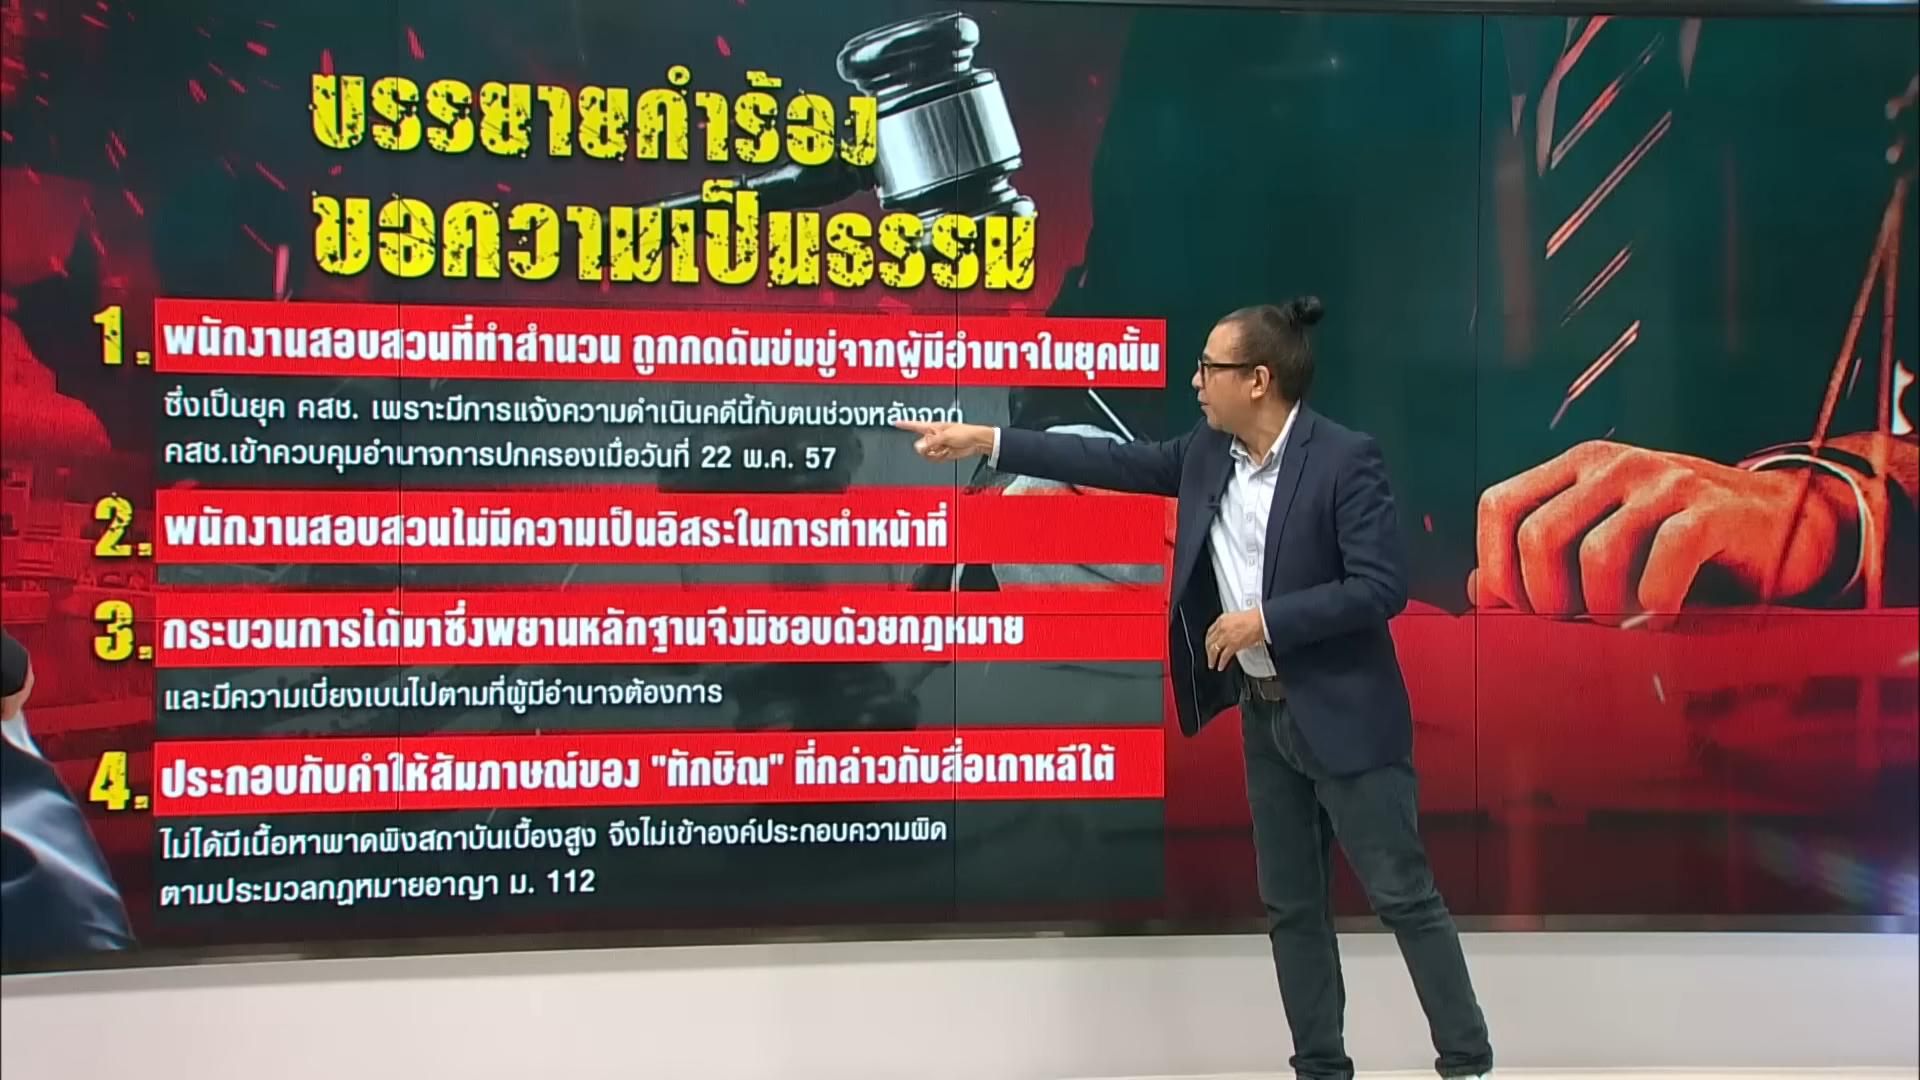 บรรยายคำร้อง
ขอความเป็นธรรม
1. พนักงานสอบสวนที่ทำสำนวน ถูกกดดันข่มขู่จากผู้มีอำนาจในยุคนั้น
ซึ่งเป็นยุค คสช. เพราะมีการแจ้งความดำเนินคดีนี้กับตนช่วงหลังจาก
คสช.เข้าควบคุมอำนาจการปกครองเมื่อวันที่ 22 พ.ค. 57
2. พนักงานสอบสวนไม่มีความเป็นอิสระในการทำหน้าที่
3. กระบวนการได้มาซึ่งพยานหลักฐานจึงมิชอบด้วยกฎหมาย
และมีความเบี่ยงเบนไปตามที่ผู้มีอำนาจต้องการ
4. ประกอบกับคำให้สัมภาษณ์ของ "ทักษิณ" ที่กล่าวกับสื่อเกาหลีใต้
ไม่ได้มีเนื้อหาพาดพิงสถาบันเบื้องสูง จึงไม่เข้าองค์ประกอบความผิด
ตามประมวลกฎหมายอาญา ม. 112